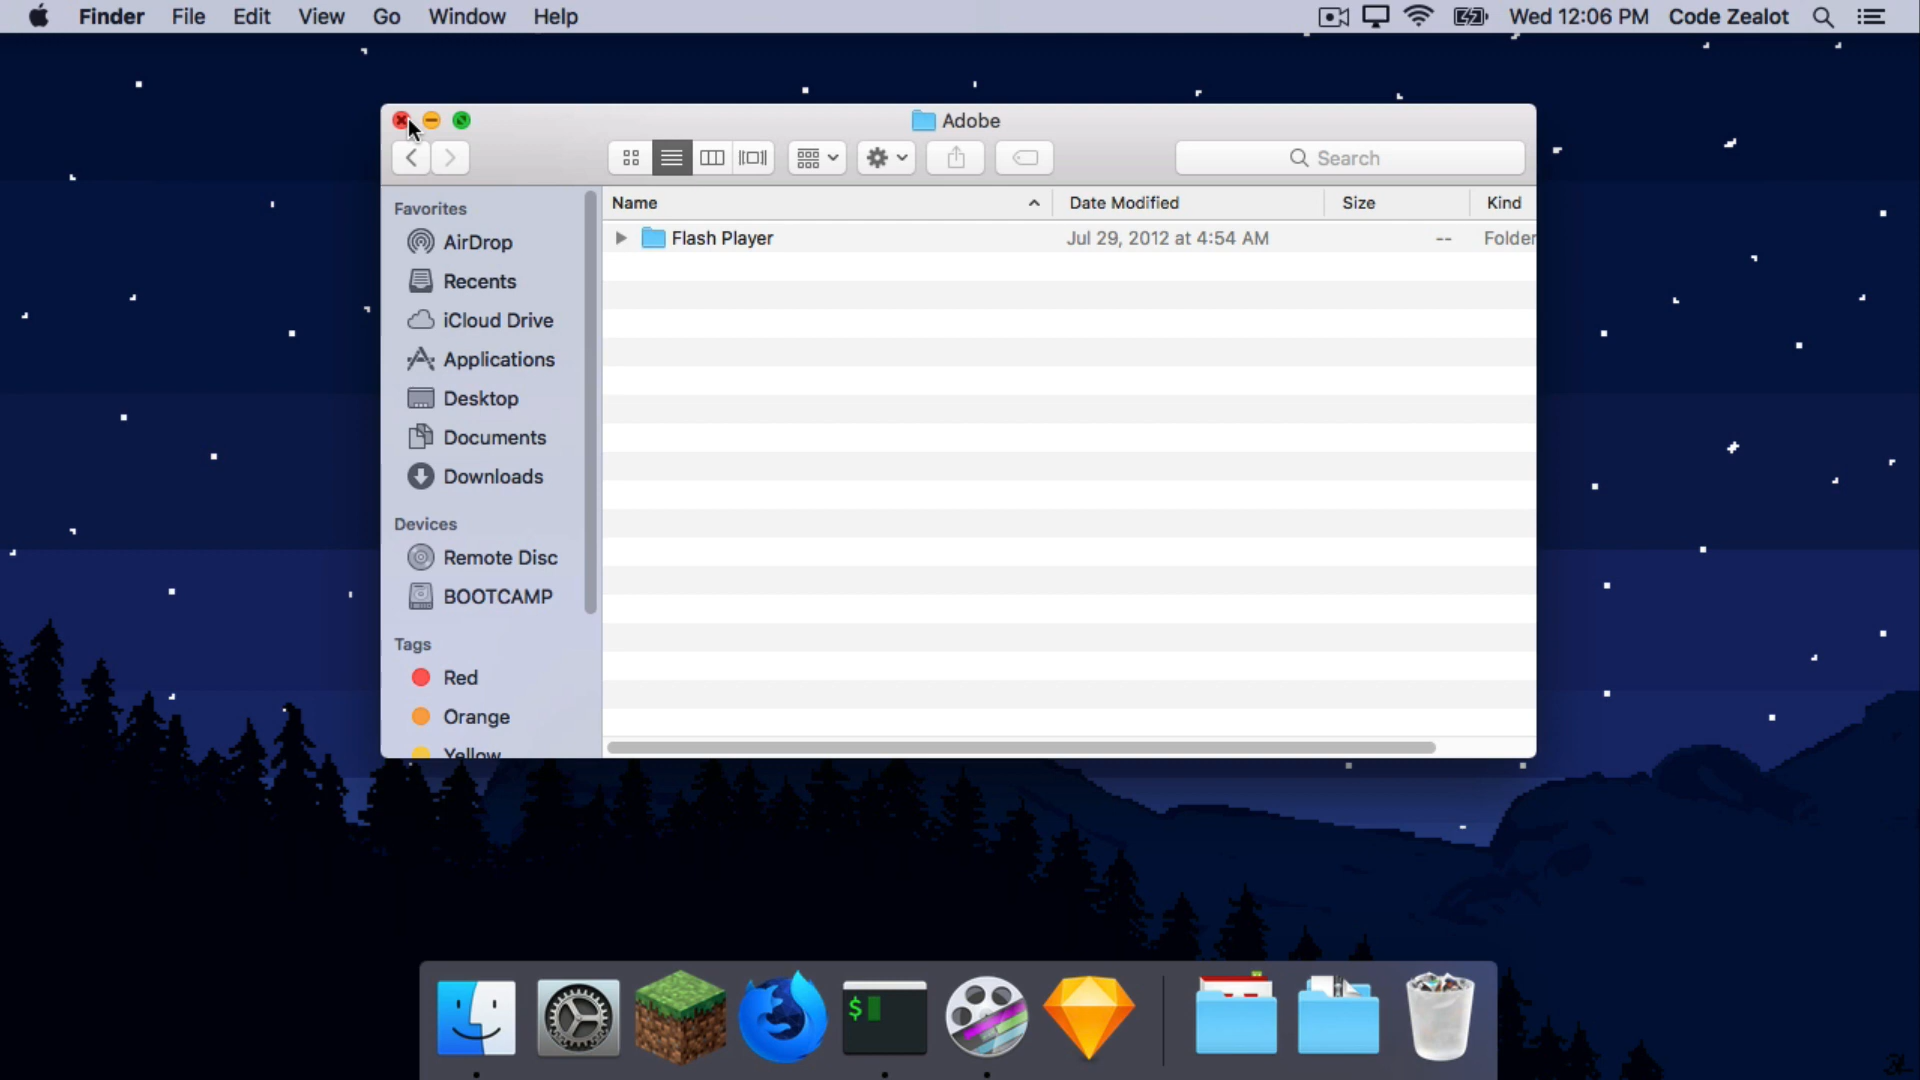 Finder File Edit View Go Window Help Wed 12:06 PM Code Zealot
Adobe
Search
Favorites
AirDrop
Recents
iCloud Drive
Applications
Desktop
Documents
Downloads
Devices
Remote Disc
BOOTCAMP
Tags
Red
Orange
Yellow
Name Date Modified Size Kind
Flash Player Jul 29, 2012 at 4:54 AM -- Folder
$